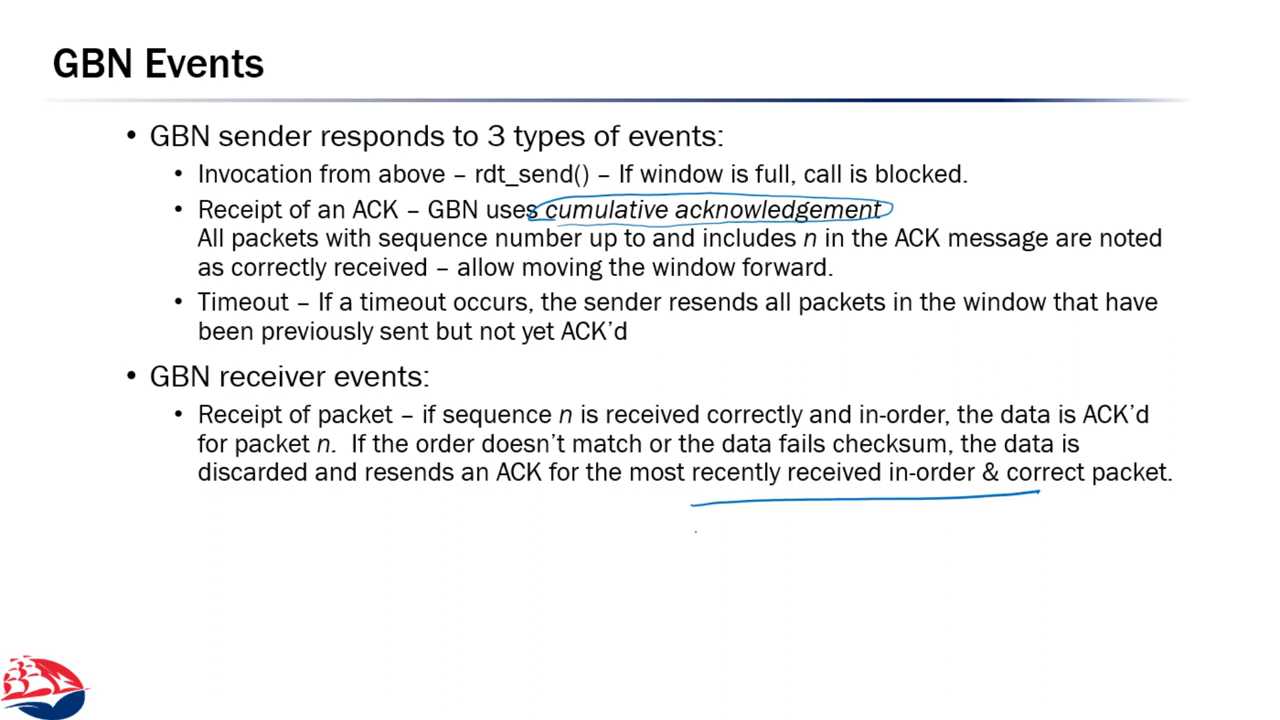 GBN Events
• GBN sender responds to 3 types of events:
• Invocation from above – rdt_send() – If window is full, call is blocked.
• Receipt of an ACK – GBN uses cumulative acknowledgement
All packets with sequence number up to and includes n in the ACK message are noted
as correctly received – allow moving the window forward.
• Timeout – If a timeout occurs, the sender resends all packets in the window that have
been previously sent but not yet ACK’d
• GBN receiver events:
• Receipt of packet – if sequence n is received correctly and in-order, the data is ACK’d
for packet n. If the order doesn’t match or the data fails checksum, the data is
discarded and resends an ACK for the most recently received in-order & correct packet.